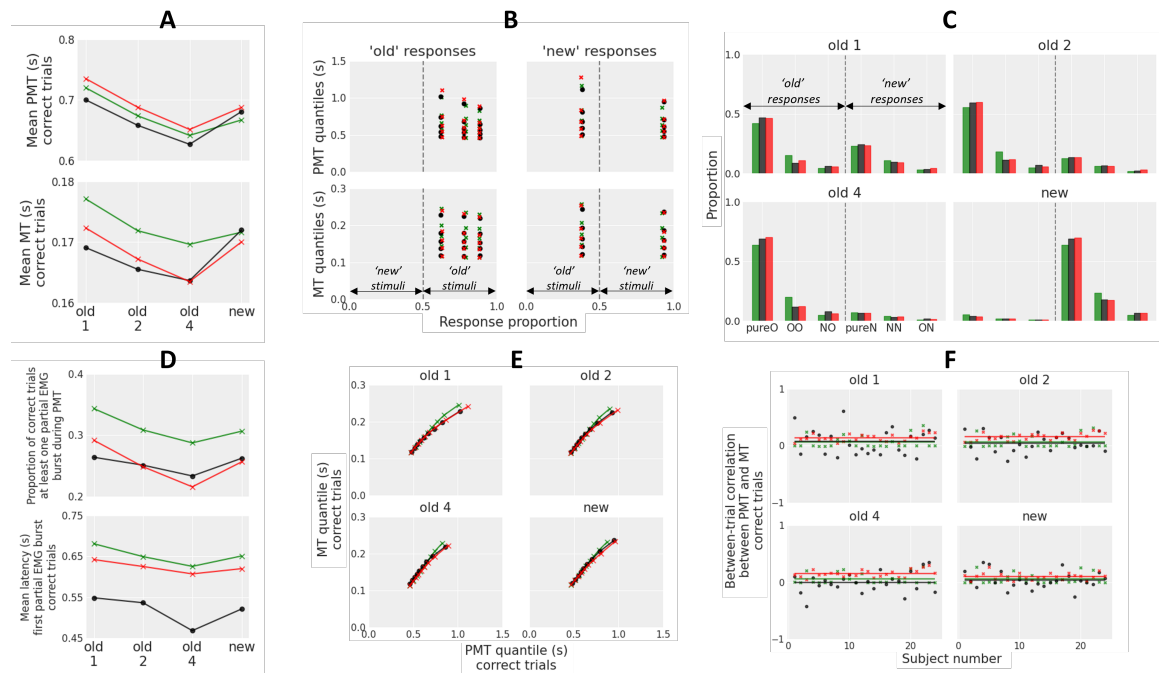 A
Mean PMT (s)
correct trials
0.8
0.7
0.6
Mean MT (s)
correct trials
0.18
0.17
0.16
old
1
old
2
old
4
new
B
'old' responses
'new' responses
PMT quantiles (s)
1.5
1.0
0.5
0.0
MT quantiles (s)
0.3
0.2
0.1
0.0
‘new’
stimuli
‘old’
stimuli
‘old’
stimuli
‘new’
stimuli
0.0
0.5
1.0
0.0
0.5
1.0
Response proportion
C
Proportion
old 1
old 2
1.0
0.5
0.0
‘old’
responses
‘new’
responses
old 4
new
1.0
0.5
0.0
pureO
OO
NO
pureN
NN
ON
D
Proportion of correct trials
at least one partial EMG
burst during PMT
0.4
0.3
0.2
Mean latency (s)
first partial EMG burst
correct trials
0.75
0.65
0.55
0.45
old
1
old
2
old
4
new
E
MT quantile (s)
correct trials
old 1
old 2
0.3
0.2
0.1
0.0
old 4
new
0.3
0.2
0.1
0.0
0.0
0.5
1.0
0.0
0.5
1.0
1.5
PMT quantile (s)
correct trials
F
Between-trial correlation
between PMT and MT
correct trials
old 1
old 2
1
0
−1
old 4
new
1
0
−1
0
10
20
0
10
20
Subject number